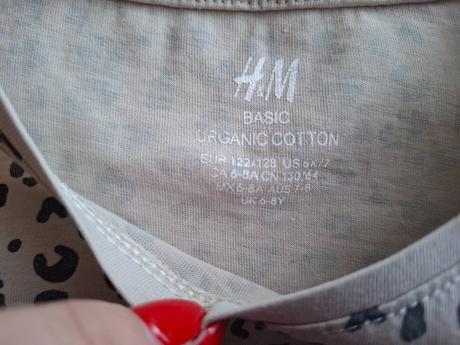 H&M
BASIC
ORGANIC COTTON
EUR 122/128 US 6X/7
CA 6-8A CN 130/64
MX 6-8A AUS 7-8
UK 6-8Y